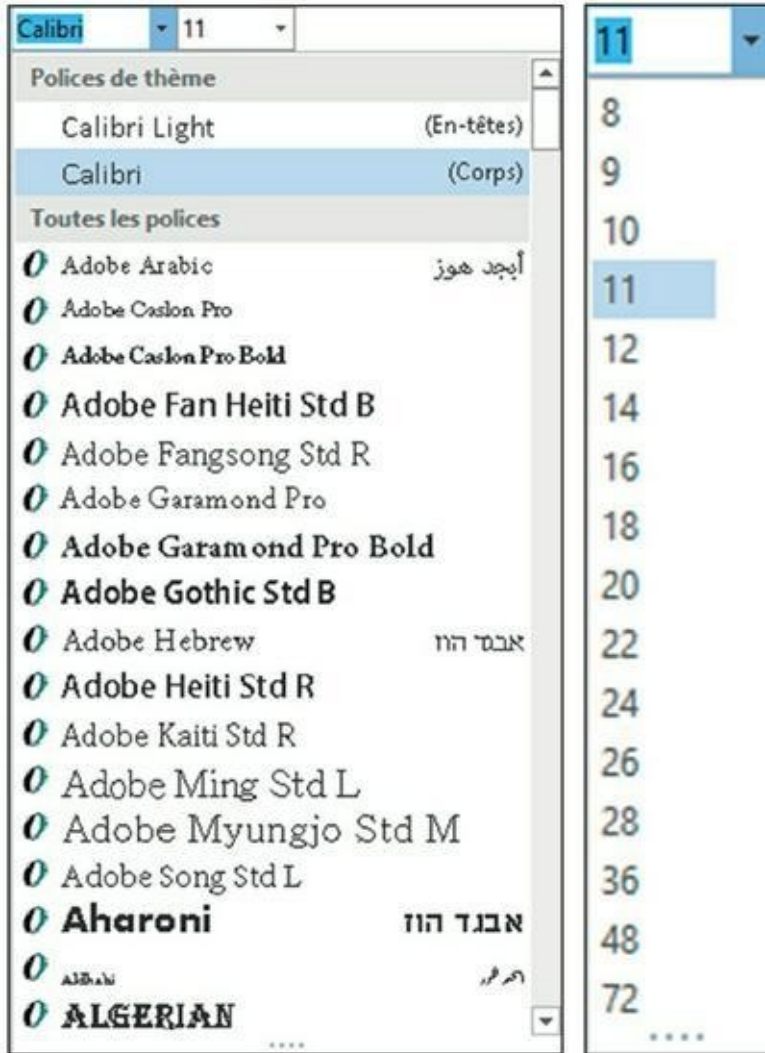 Calibri 11
Polices de thème
Calibri Light (En-têtes)
Calibri (Corps)
Toutes les polices
Adobe Arabic أبجد هوز
Adobe Caslon Pro
Adobe Caslon Pro Bold
Adobe Fan Heiti Std B
Adobe Fangsong Std R
Adobe Garamond Pro
Adobe Garamond Pro Bold
Adobe Gothic Std B
Adobe Hebrew אבגד הוז
Adobe Heiti Std R
Adobe Kaiti Std R
Adobe Ming Std L
Adobe Myungjo Std M
Adobe Song Std L
Aharoni אבגד הוז
ALGERIAN
11
8
9
10
11
12
14
16
18
20
22
24
26
28
36
48
72